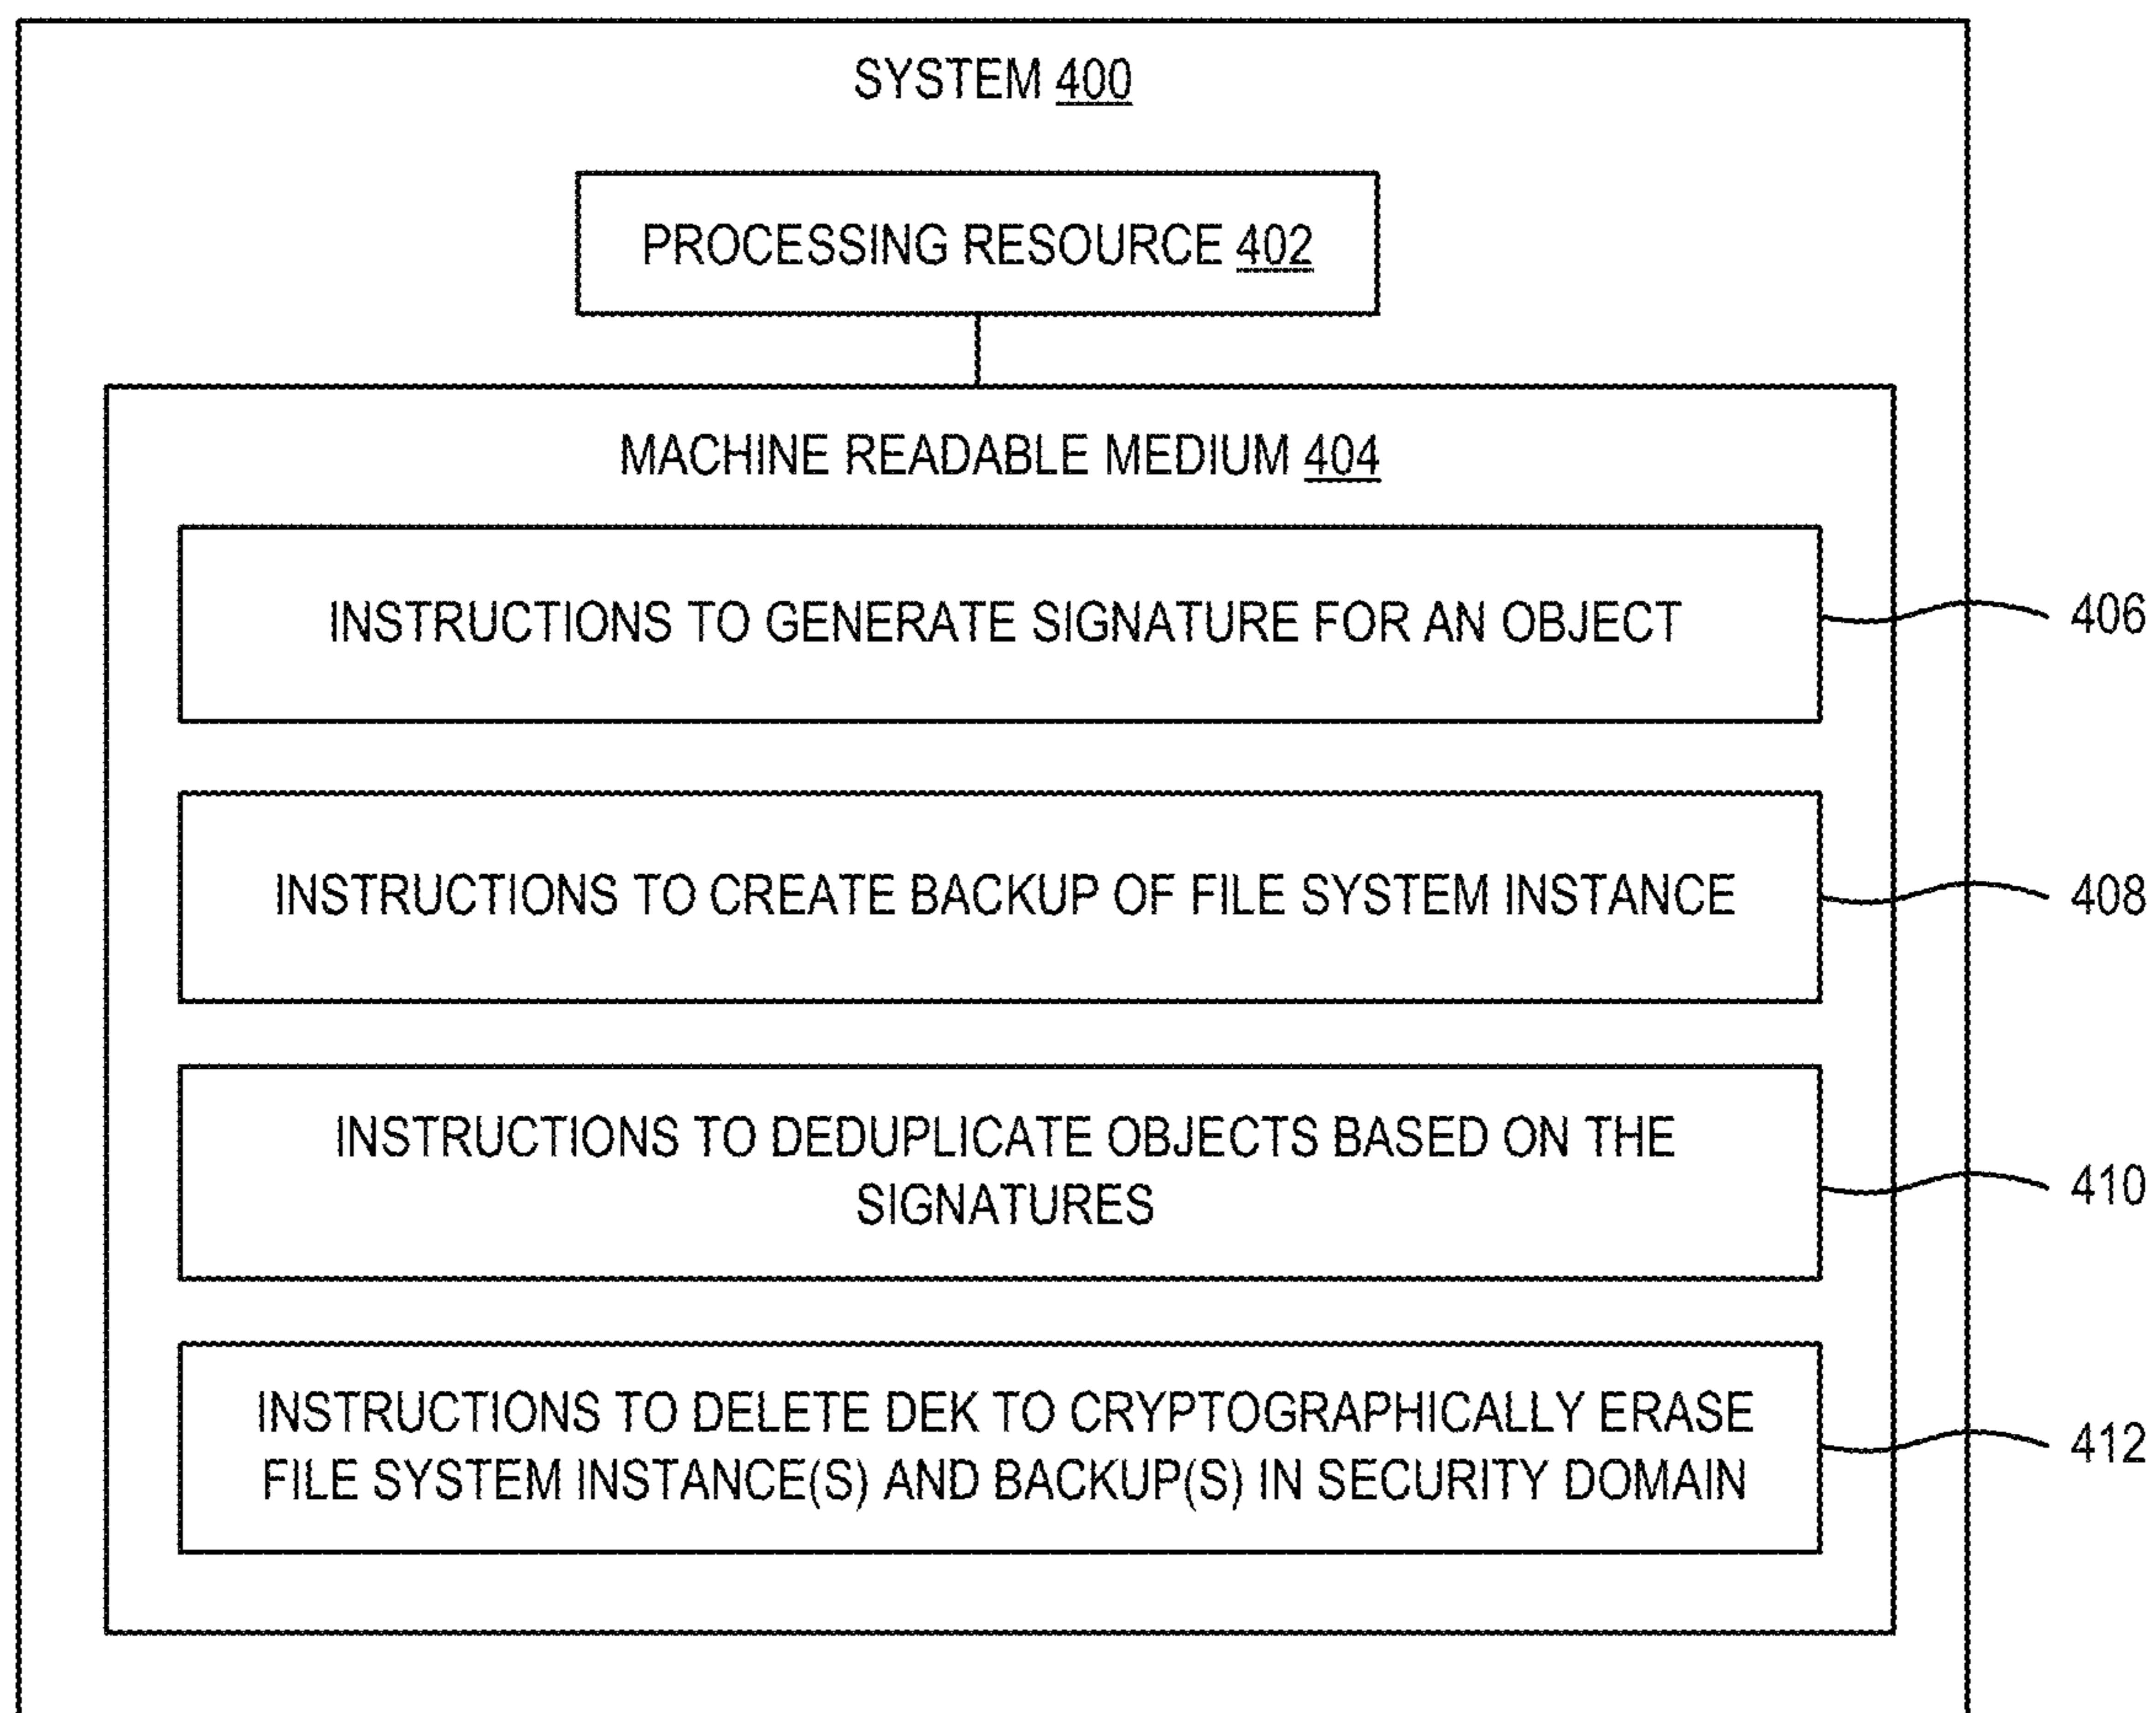 SYSTEM 400
PROCESSING RESOURCE 402
MACHINE READABLE MEDIUM 404
INSTRUCTIONS TO GENERATE SIGNATURE FOR AN OBJECT
406
INSTRUCTIONS TO CREATE BACKUP OF FILE SYSTEM INSTANCE
408
INSTRUCTIONS TO DEDUPLICATE OBJECTS BASED ON THE
SIGNATURES
410
INSTRUCTIONS TO DELETE DEK TO CRYPTOGRAPHICALLY ERASE
FILE SYSTEM INSTANCE(S) AND BACKUP(S) IN SECURITY DOMAIN
412